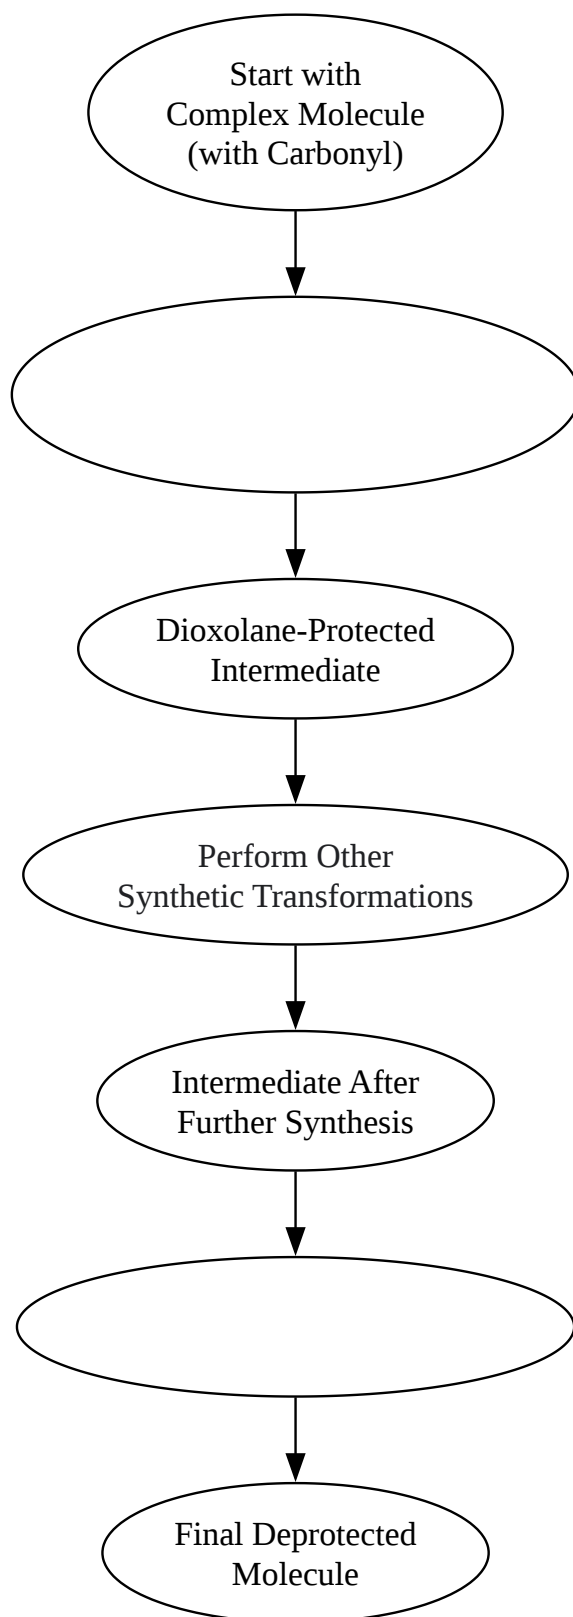 Start with
Complex Molecule
(with Carbonyl)
Dioxolane-Protected
Intermediate
Perform Other
Synthetic Transformations
Intermediate After
Further Synthesis
Final Deprotected
Molecule